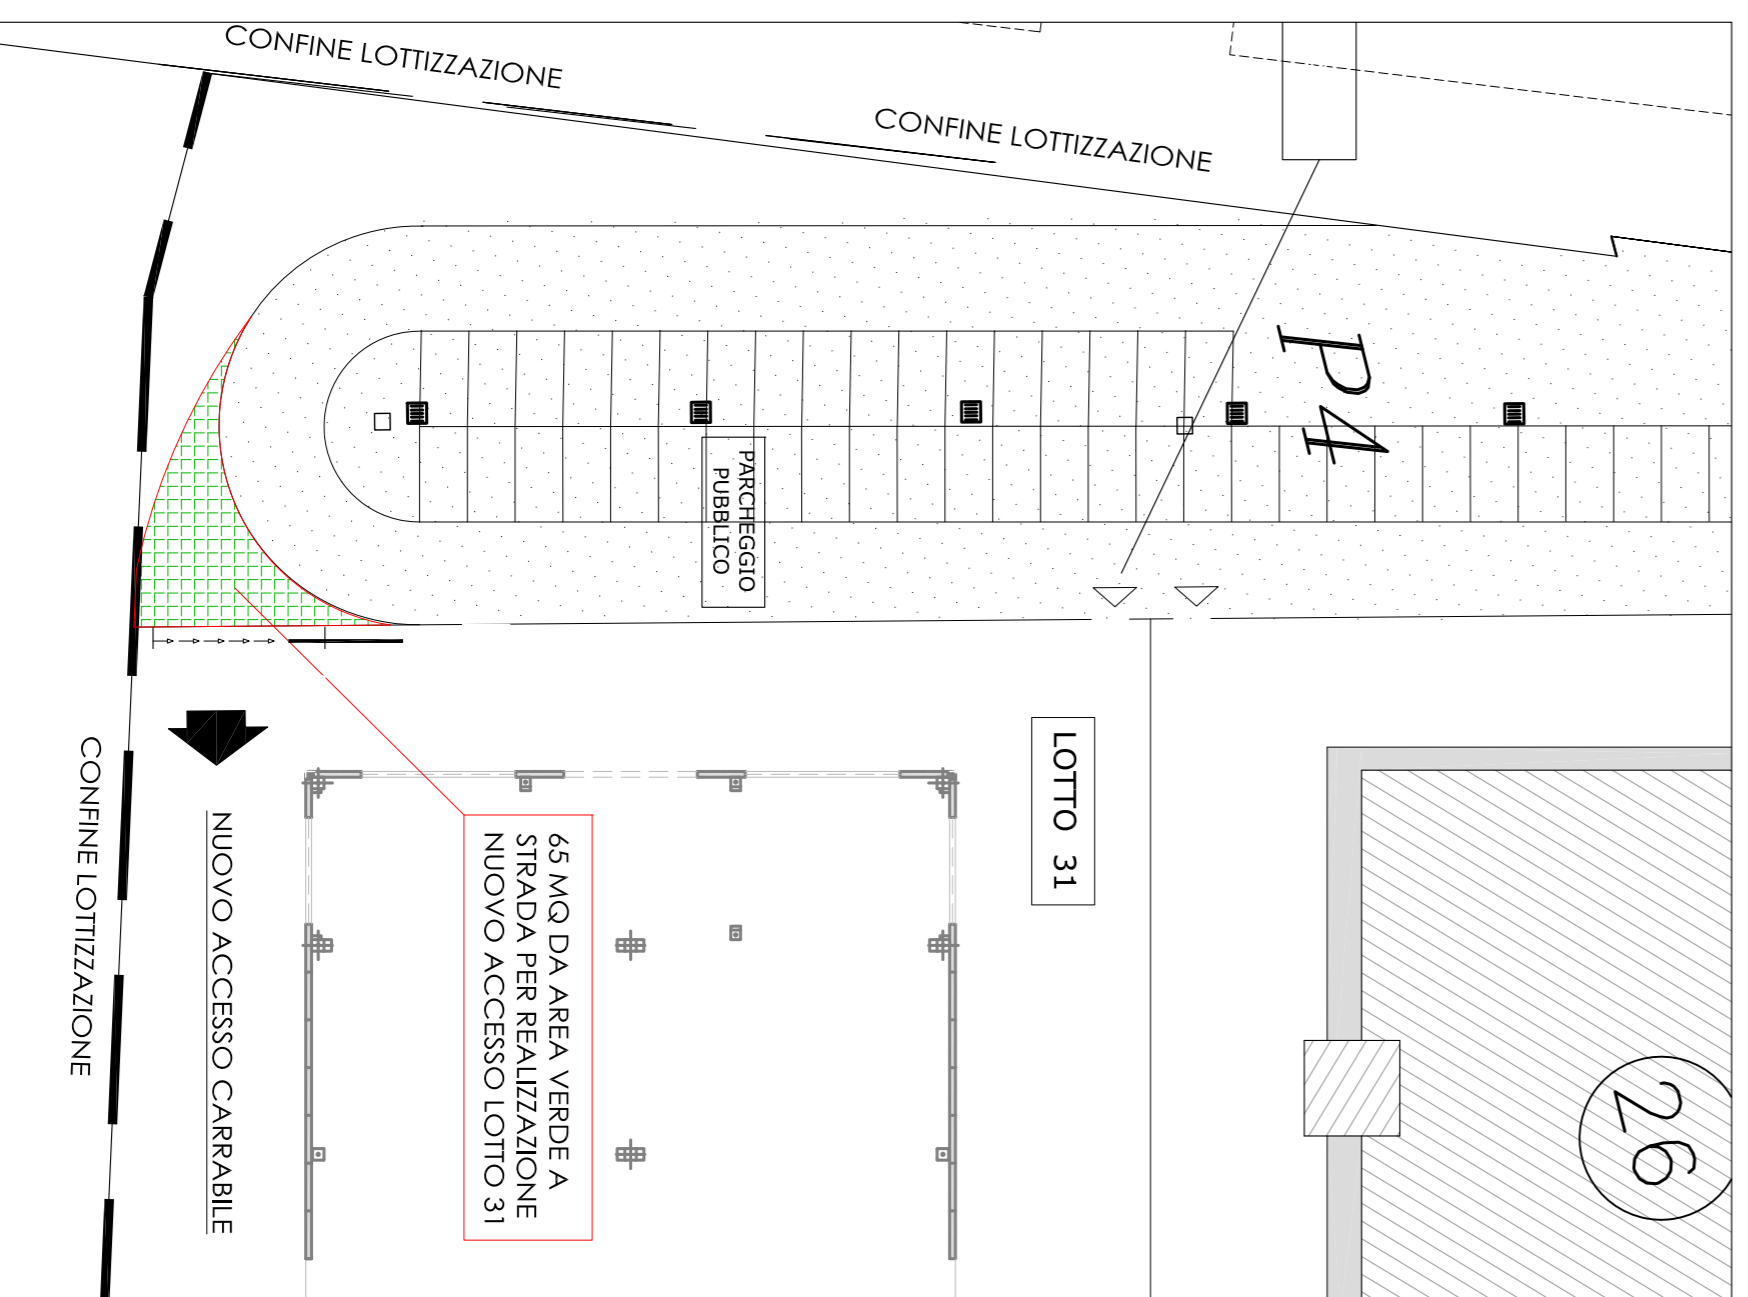 CONFINE LOTTIZZAZIONE
CONFINE LOTTIZZAZIONE
P4
PARCHEGGIO
PUBBLICO
LOTTO 31
CONFINE LOTTIZZAZIONE
NUOVO ACCESSO CARRABILE
65 MQ DA AREA VERDE A
STRADA PER REALIZZAZIONE
NUOVO ACCESSO LOTTO 31
26